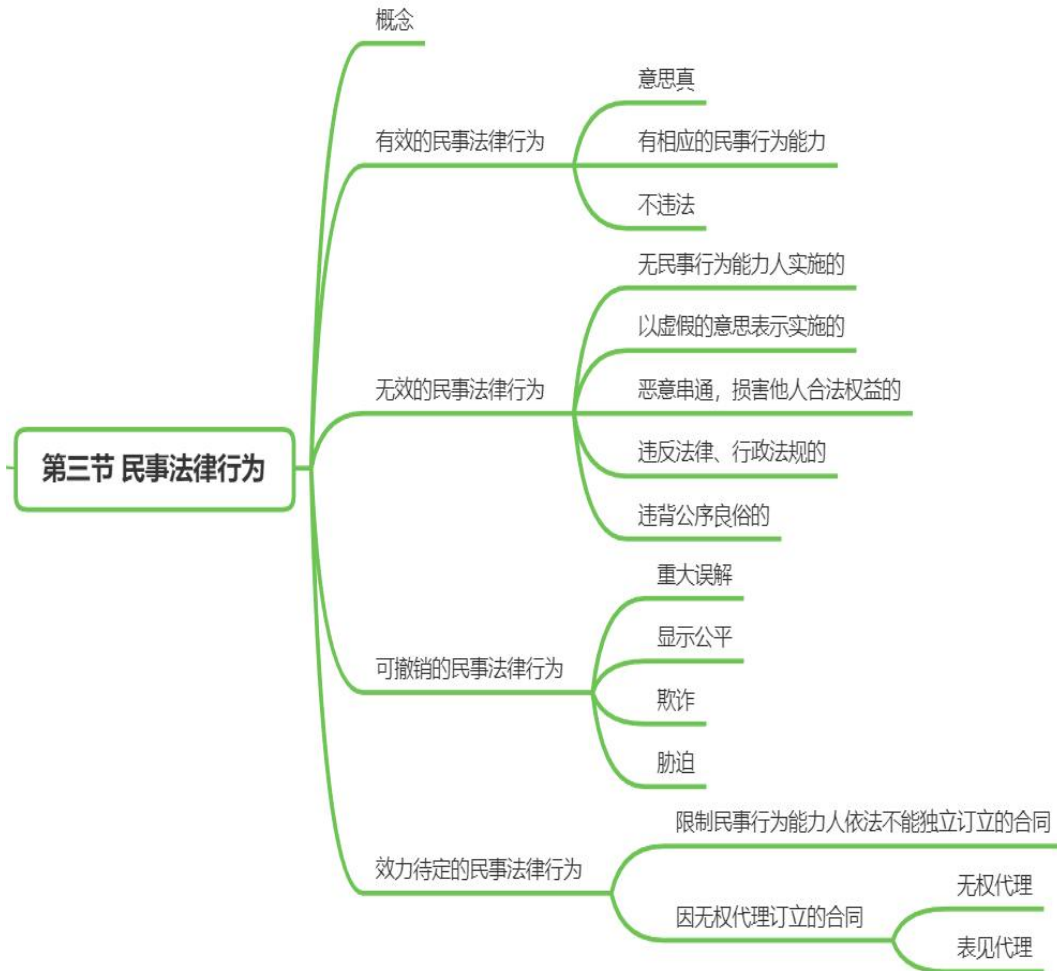 概念
意思真
有效的民事法律行为
有相应的民事行为能力
不违法
无民事行为能力人实施的
以虚假的意思表示实施的
无效的民事法律行为
恶意串通，损害他人合法权益的
违反法律、行政法规的
违背公序良俗的
第三节 民事法律行为
重大误解
显示公平
可撤销的民事法律行为
欺诈
胁迫
限制民事行为能力人依法不能独立订立的合同
效力待定的民事法律行为
因无权代理订立的合同
无权代理
表见代理